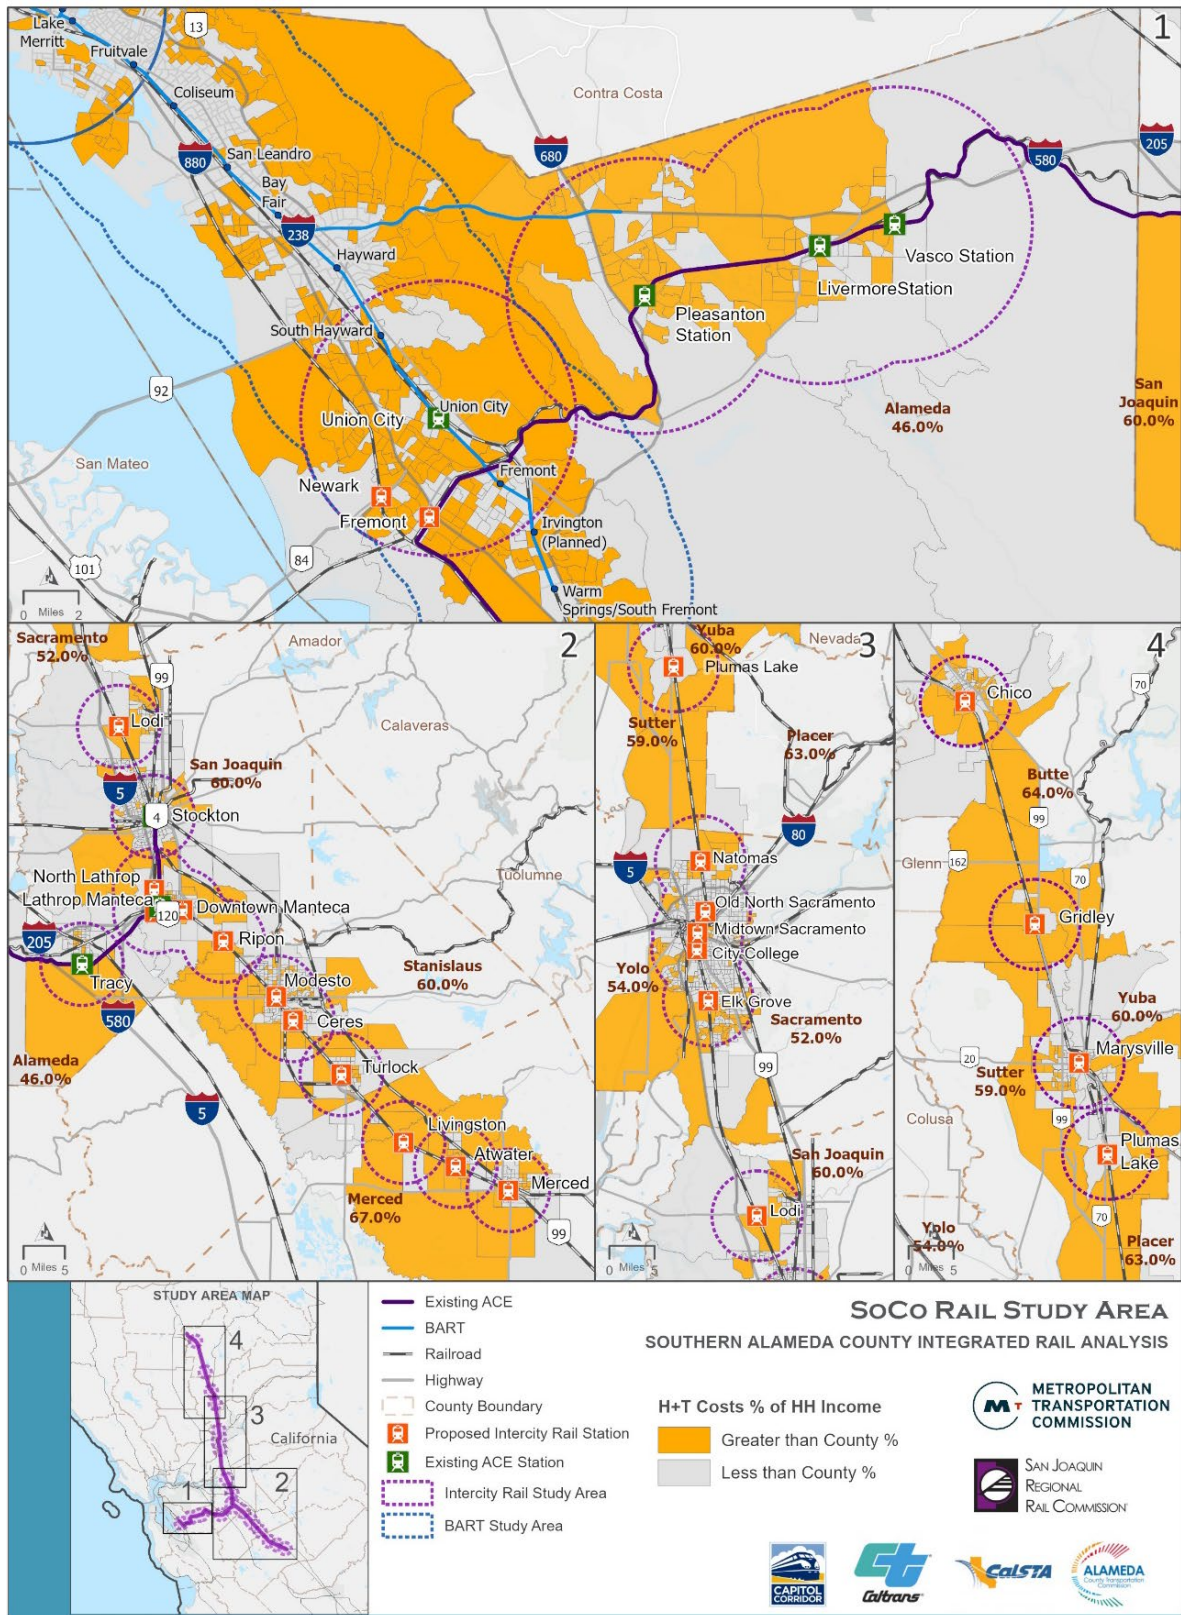 1
13
Lake
Merritt
Fruitvale
Coliseum
Contra Costa
880
San Leandro
Bay
Fair
238
680
580
205
Hayward
South Hayward
Vasco Station
LivermoreStation
Pleasanton
Station
92
Union City
Union City
Alameda
46.0%
San
Joaquin
60.0%
San Mateo
Newark
Fremont
Fremont
Irvington
(Planned)
84
101
Warm
Springs/South Fremont
0 Miles 2
2
Sacramento
52.0%
99
Amador
Lodi
Calaveras
San Joaquin
60.0%
5
4
Stockton
Tuolumne
North Lathrop
Lathrop Manteca
120
Downtown Manteca
205
Ripon
Tracy
Stanislaus
60.0%
Modesto
580
Ceres
Alameda
46.0%
Turlock
5
Livingston
Atwater
Merced
67.0%
Merced
99
0 Miles 5
3
Yuba
60.0%
Nevada
Plumas Lake
Sutter
59.0%
Placer
63.0%
80
5
Natomas
Old North Sacramento
Midtown Sacramento
City College
Yolo
54.0%
Elk Grove
Sacramento
52.0%
99
San Joaquin
60.0%
Lodi
0 Miles 5
4
Chico
70
Butte
64.0%
99
Glenn
162
70
Gridley
Yuba
60.0%
20
Marysville
Sutter
59.0%
Colusa
99
Plumas
Lake
70
Yolo
54.0%
Placer
63.0%
0 Miles 5
STUDY AREA MAP
4
3
California
2
1
Existing ACE
BART
Railroad
Highway
County Boundary
Proposed Intercity Rail Station
Existing ACE Station
Intercity Rail Study Area
BART Study Area
SoCo Rail Study Area
SOUTHERN ALAMEDA COUNTY INTEGRATED RAIL ANALYSIS
H+T Costs % of HH Income
Greater than County %
Less than County %
MT
METROPOLITAN
TRANSPORTATION
COMMISSION
San Joaquin
Regional
Rail Commission
CAPITOL
CORRIDOR
ct
Caltrans
CalSTA
ALAMEDA
County Transportation
Commission